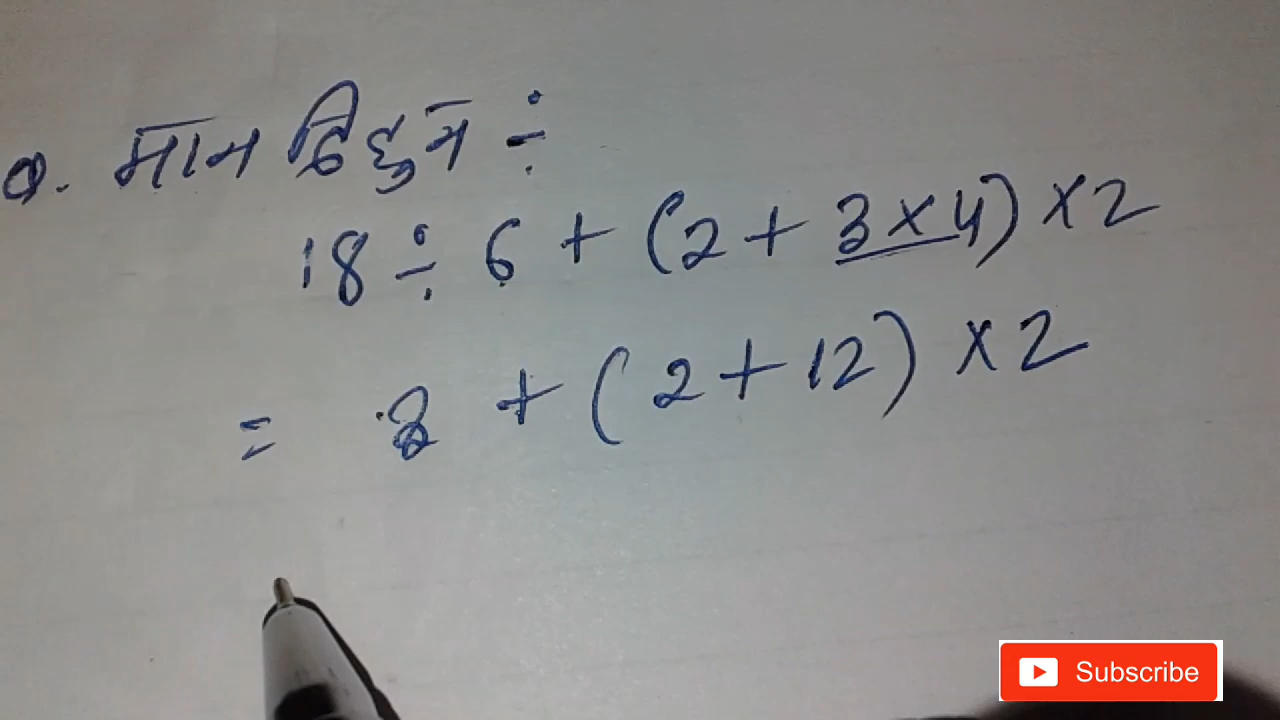 Q. मान ढिढुन ÷
18 ÷ 6 + (2 + 3 × 4) × 2
= 3 + (2 + 12) × 2
Subscribe